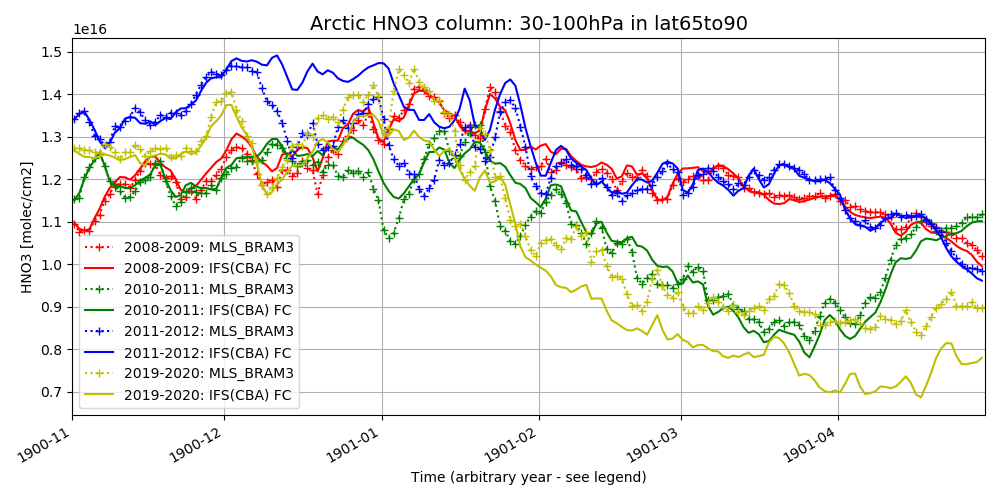 Arctic HNO3 column: 30-100hPa in lat65to90
1e16
1.5
1.4
1.3
1.2
1.1
1.0
0.9
0.8
0.7
HNO3 [molec/cm2]
2008-2009: MLS_BRAM3
2008-2009: IFS(CBA) FC
2010-2011: MLS_BRAM3
2010-2011: IFS(CBA) FC
2011-2012: MLS_BRAM3
2011-2012: IFS(CBA) FC
2019-2020: MLS_BRAM3
2019-2020: IFS(CBA) FC
1900-11
1900-12
1901-01
1901-02
1901-03
1901-04
Time (arbitrary year - see legend)